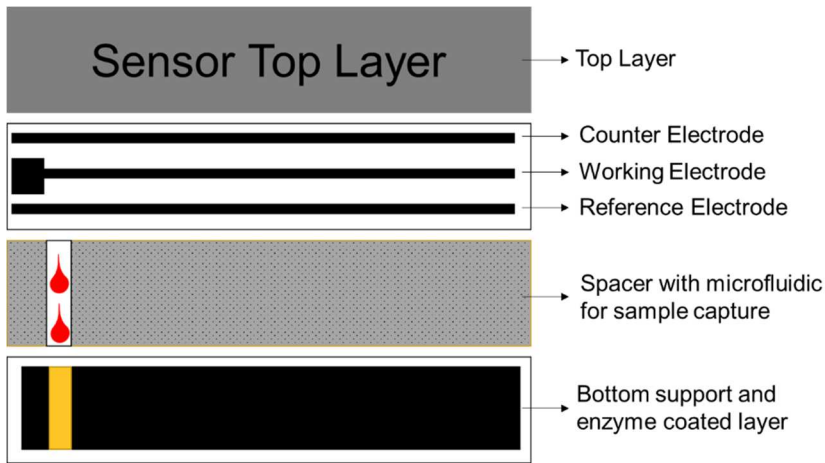 Sensor Top Layer
Top Layer
Counter Electrode
Working Electrode
Reference Electrode
Spacer with microfluidic
for sample capture
Bottom support and
enzyme coated layer